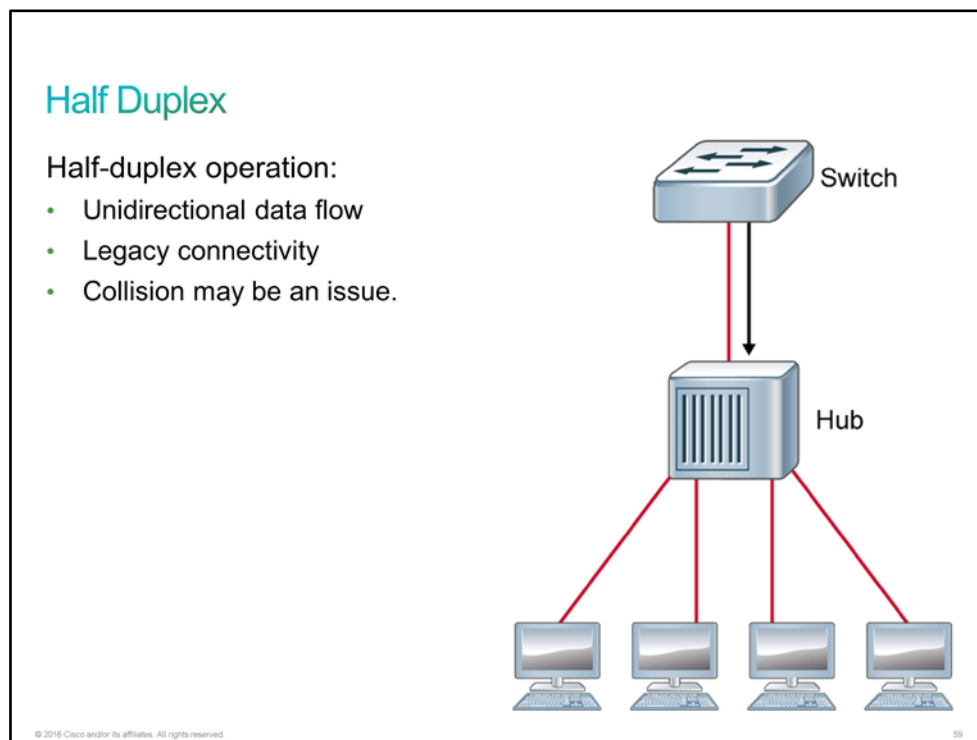 Half Duplex
Half-duplex operation:
• Unidirectional data flow
• Legacy connectivity
• Collision may be an issue.
Switch
Hub
© 2016 Cisco and/or its affiliates. All rights reserved.
59